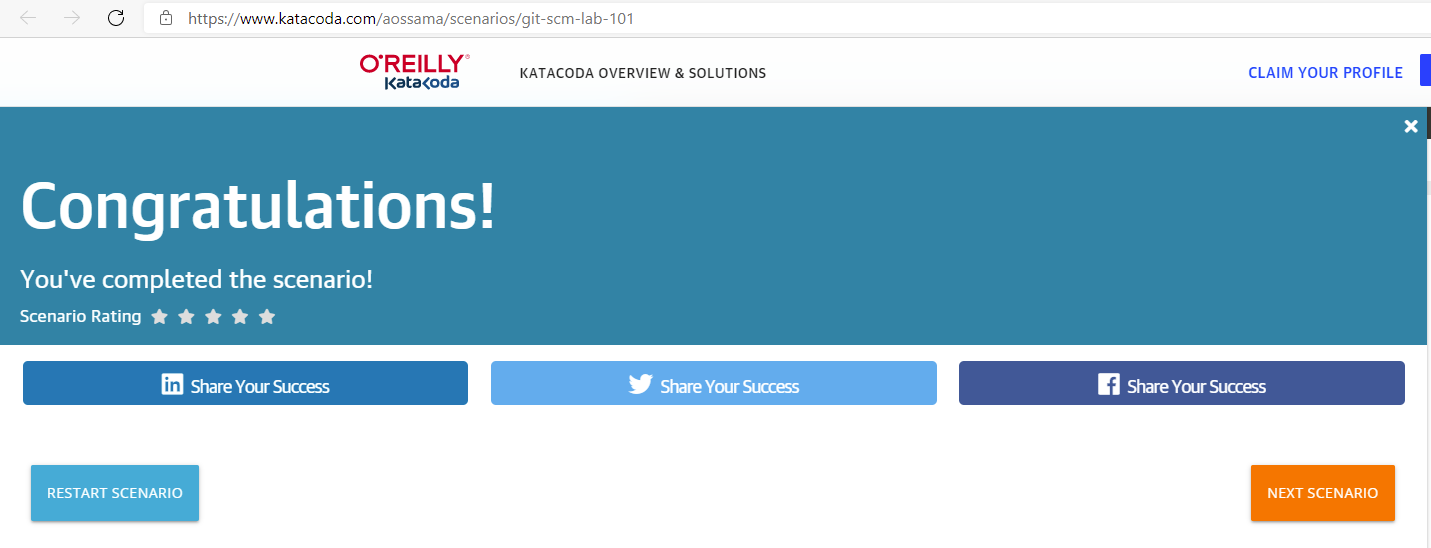 https://www.katacoda.com/aossama/scenarios/git-scm-lab-101
O'REILLY®
KataKoda
KATACODA OVERVIEW & SOLUTIONS
CLAIM YOUR PROFILE
Congratulations!
You've completed the scenario!
Scenario Rating
Share Your Success
Share Your Success
Share Your Success
RESTART SCENARIO
NEXT SCENARIO